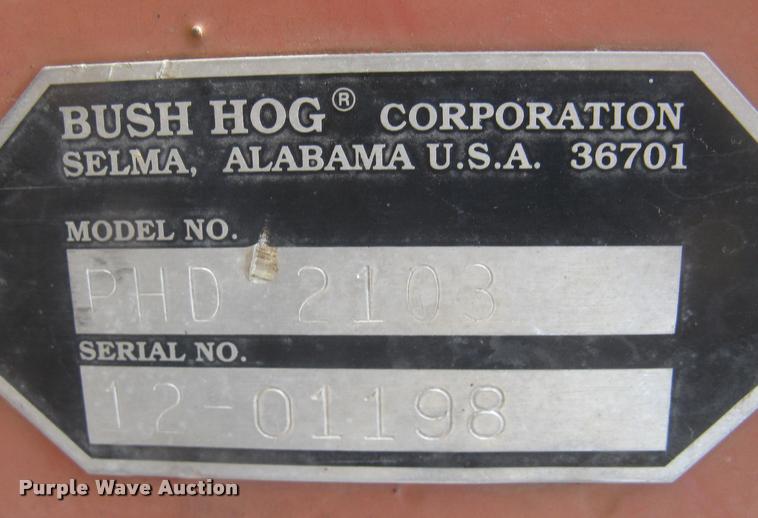 BUSH HOG® CORPORATION
SELMA, ALABAMA U.S.A. 36701
MODEL NO.
PHD 2103
SERIAL NO.
12-01198
Purple Wave Auction